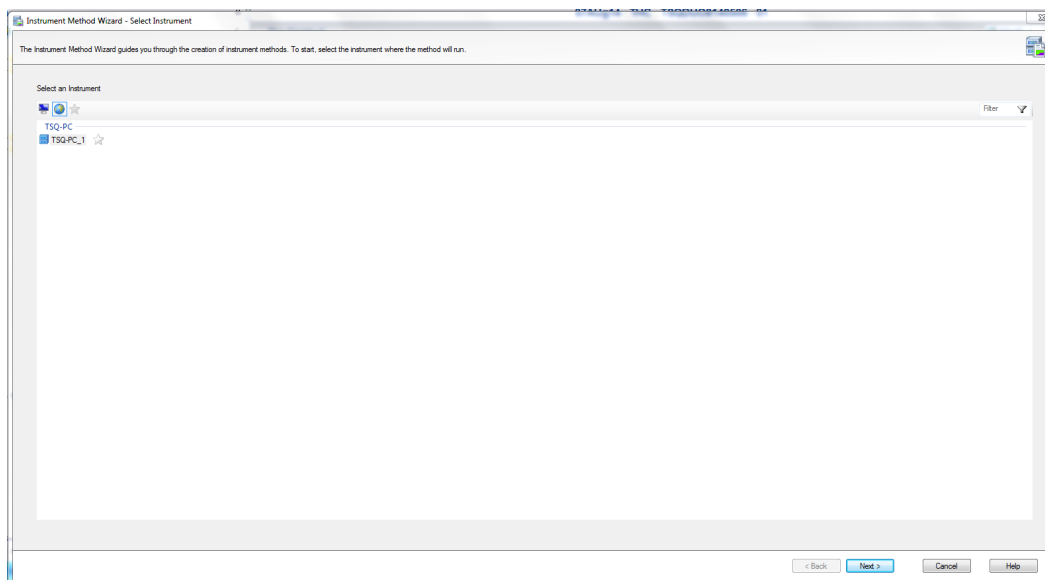 Instrument Method Wizard - Select Instrument
The Instrument Method Wizard guides you through the creation of instrument methods. To start, select the instrument where the method will run.
Select an Instrument
Filter
TSQ-PC
TSQ-PC_1
< Back Next > Cancel Help